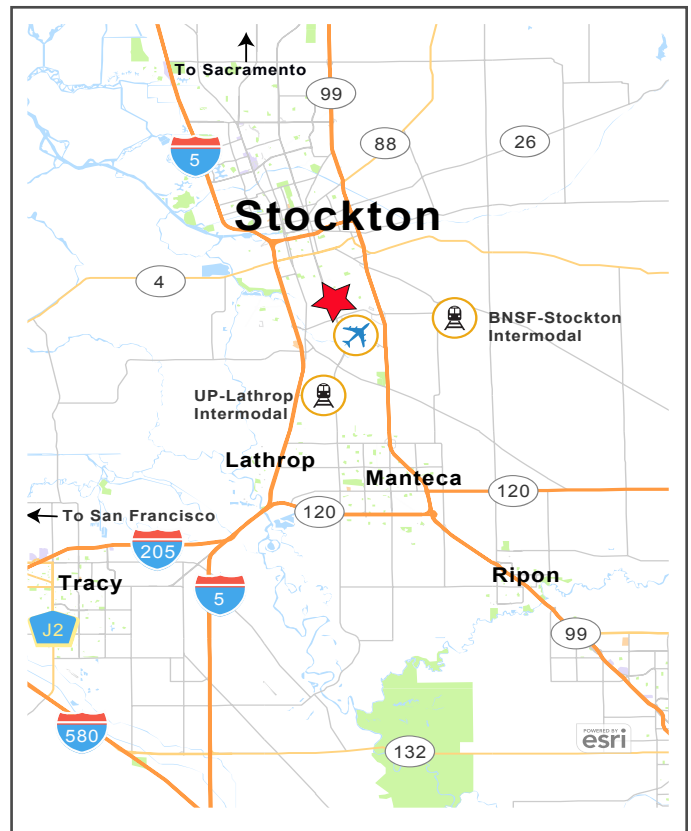 To Sacramento
99
5
88
26
Stockton
4
BNSF-Stockton
Intermodal
UP-Lathrop
Intermodal
Lathrop
Manteca
120
120
To San Francisco
205
Tracy
5
Ripon
J2
99
580
132
POWERED BY
esri